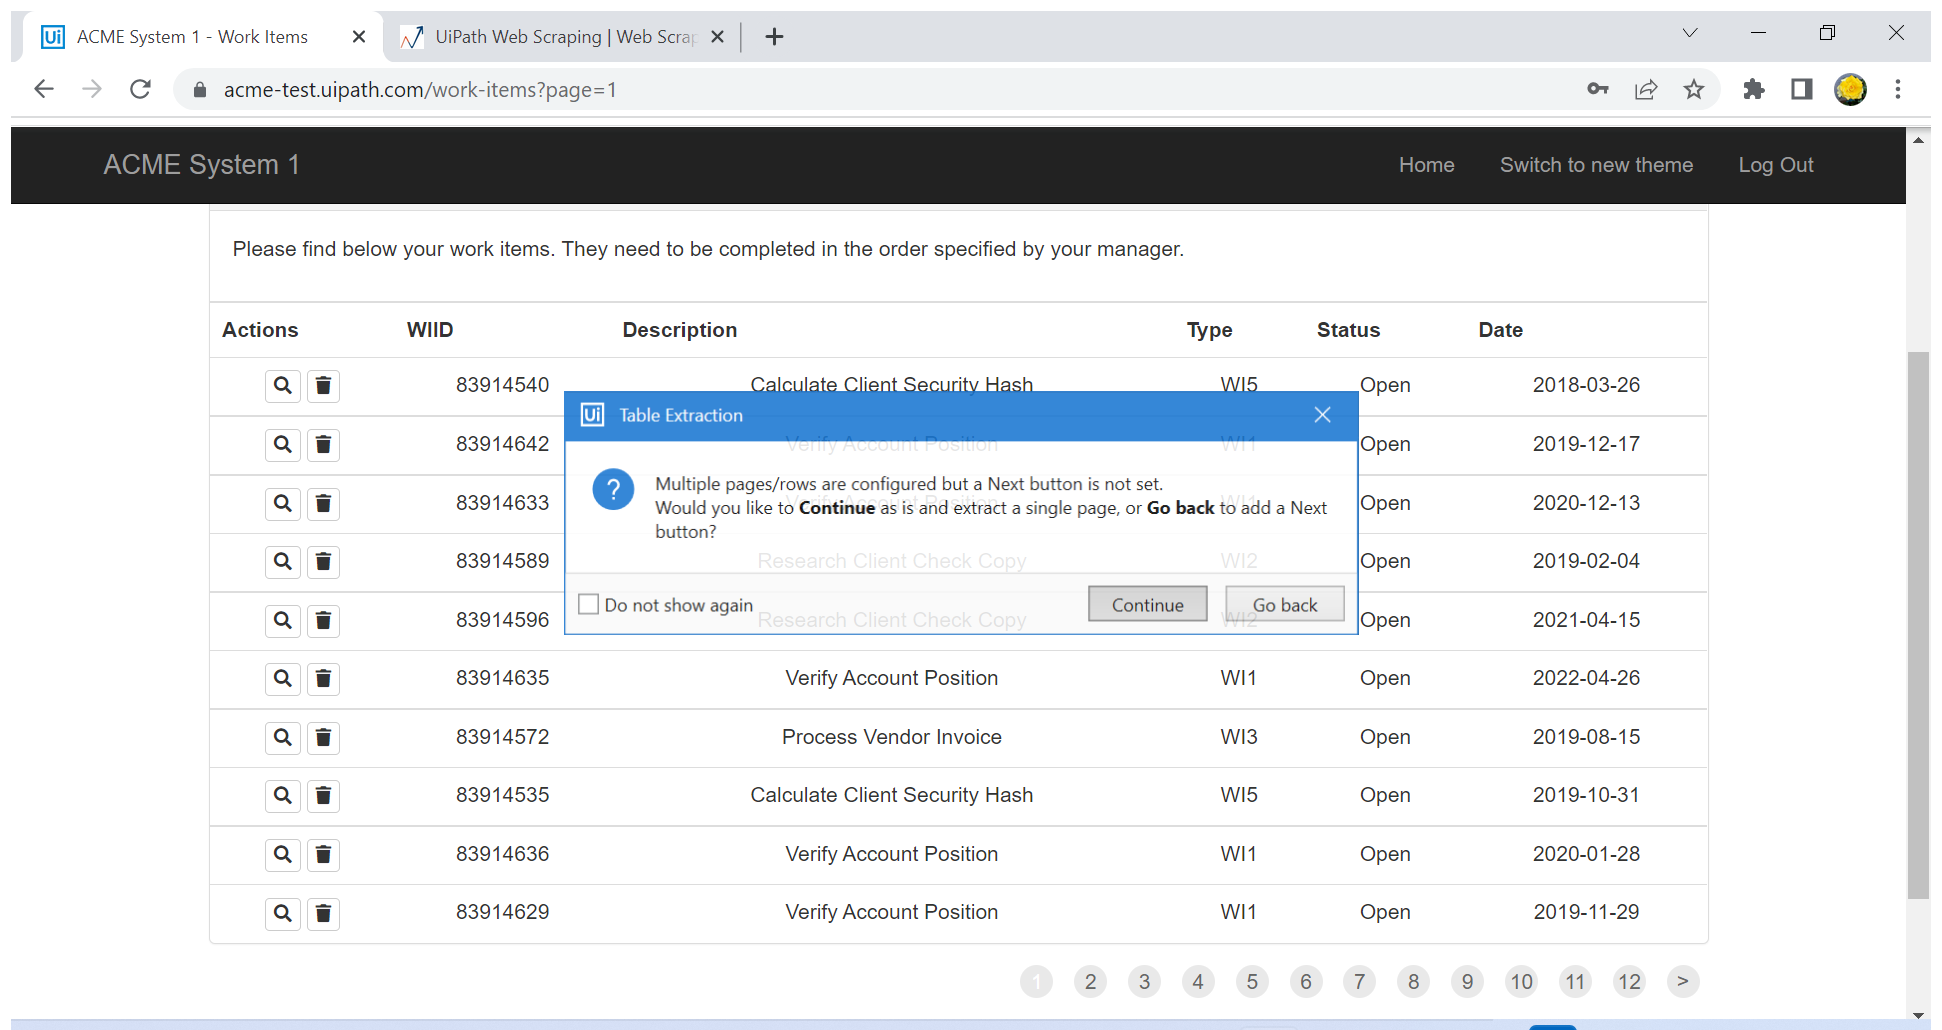 Ui ACME System 1 - Work Items
UiPath Web Scraping | Web Scrap
acme-test.uipath.com/work-items?page=1
ACME System 1 Home Switch to new theme Log Out
Please find below your work items. They need to be completed in the order specified by your manager.
Actions WIID Description Type Status Date
83914540 Calculate Client Security Hash WI5 Open 2018-03-26
83914642 Verify Account Position WI1 Open 2019-12-17
83914633 Verify Account Position WI1 Open 2020-12-13
83914589 Research Client Check Copy WI2 Open 2019-02-04
83914596 Research Client Check Copy WI2 Open 2021-04-15
83914635 Verify Account Position WI1 Open 2022-04-26
83914572 Process Vendor Invoice WI3 Open 2019-08-15
83914535 Calculate Client Security Hash WI5 Open 2019-10-31
83914636 Verify Account Position WI1 Open 2020-01-28
83914629 Verify Account Position WI1 Open 2019-11-29
Ui Table Extraction
?
Multiple pages/rows are configured but a Next button is not set.
Would you like to Continue as is and extract a single page, or Go back to add a Next
button?
Do not show again Continue Go back
1 2 3 4 5 6 7 8 9 10 11 12 >